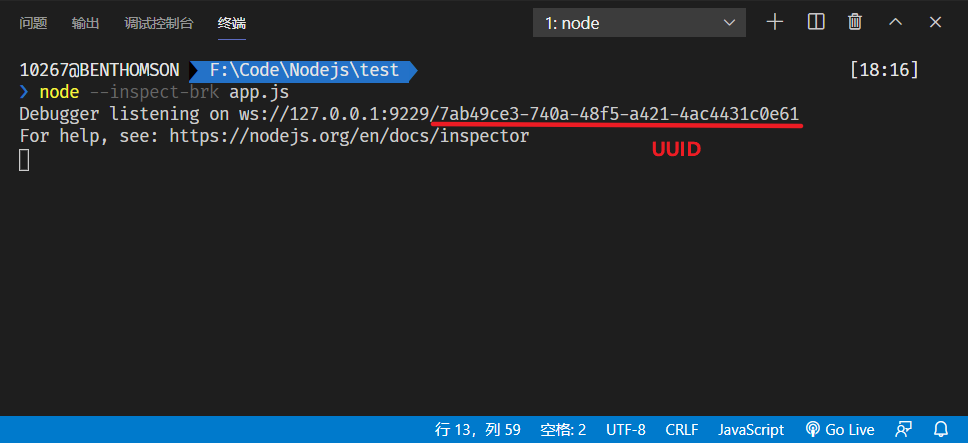 问题 输出 调试控制台 终端 1: node
10267@BENTHOMSON F:\Code\Nodejs\test [18:16]
❯ node --inspect-brk app.js
Debugger listening on ws://127.0.0.1:9229/7ab49ce3-740a-48f5-a421-4ac4431c0e61
For help, see: https://nodejs.org/en/docs/inspector
UUID
行 13，列 59 空格: 2 UTF-8 CRLF JavaScript Go Live